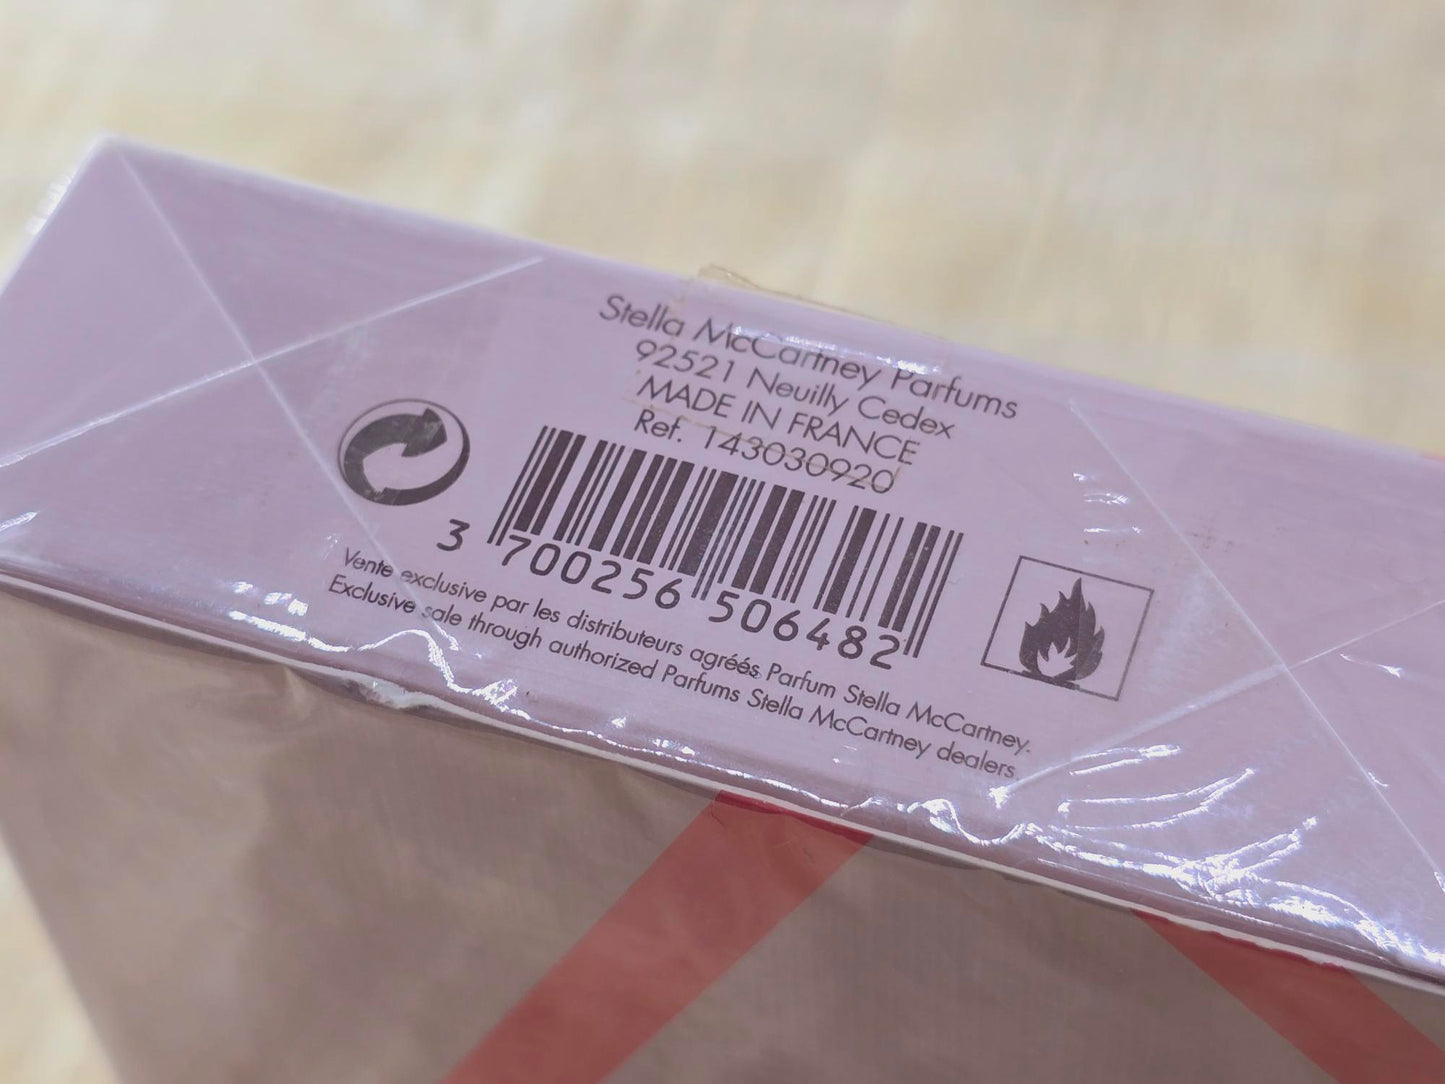 Stella McCartney Parfums
92521 Neuilly Cedex
MADE IN FRANCE
Ref. 143030920
3 700256 506482
Vente exclusive par les distributeurs agréés Parfum Stella McCartney.
Exclusive sale through authorized Parfums Stella McCartney dealers.